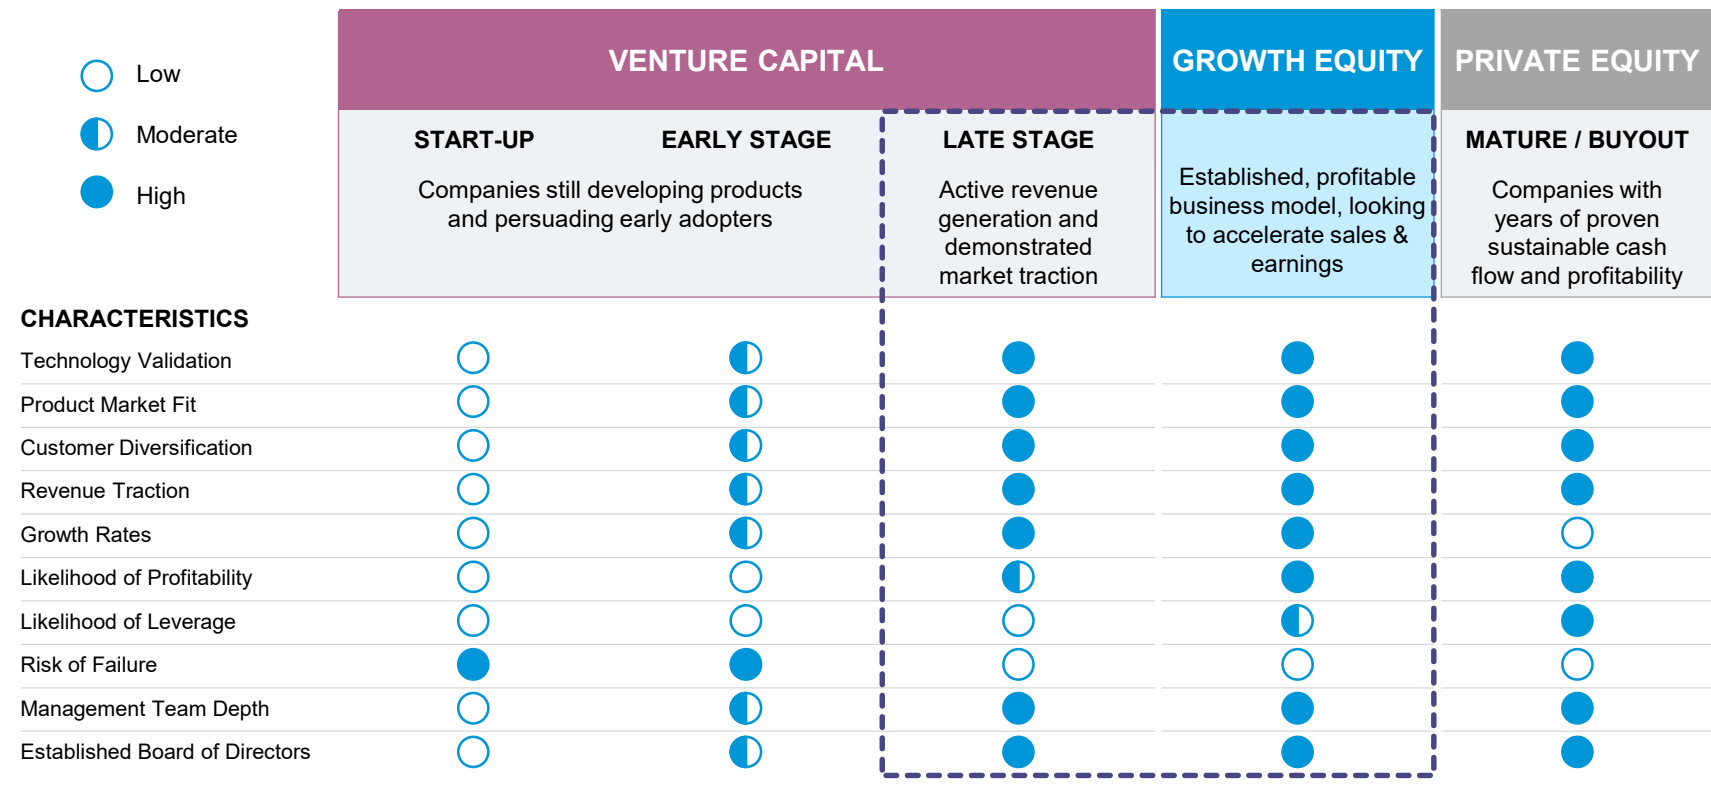 VENTURE CAPITAL
GROWTH EQUITY
PRIVATE EQUITY
Low
Moderate
High
START-UP
EARLY STAGE
Companies still developing products
and persuading early adopters
LATE STAGE
Active revenue
generation and
demonstrated
market traction
Established, profitable
business model, looking
to accelerate sales &
earnings
MATURE / BUYOUT
Companies with
years of proven
sustainable cash
flow and profitability
CHARACTERISTICS
Technology Validation
Product Market Fit
Customer Diversification
Revenue Traction
Growth Rates
Likelihood of Profitability
Likelihood of Leverage
Risk of Failure
Management Team Depth
Established Board of Directors